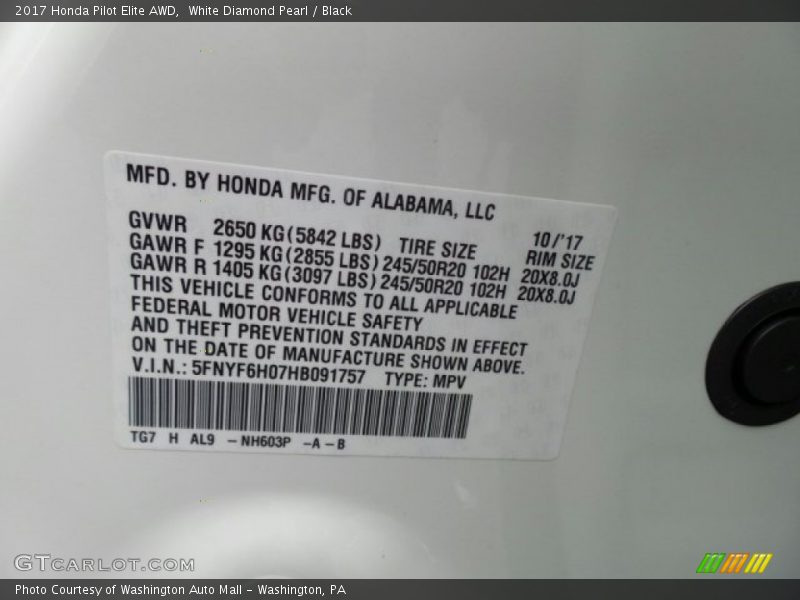 2017 Honda Pilot Elite AWD,  White Diamond Pearl / Black
MFD. BY HONDA MFG. OF ALABAMA, LLC
10/'17
GVWR 2650 KG(5842 LBS) TIRE SIZE RIM SIZE
GAWR F 1295 KG(2855 LBS) 245/50R20 102H 20X8.0J
GAWR R 1405 KG(3097 LBS) 245/50R20 102H 20X8.0J
THIS VEHICLE CONFORMS TO ALL APPLICABLE
FEDERAL MOTOR VEHICLE SAFETY
AND THEFT PREVENTION STANDARDS IN EFFECT
ON THE DATE OF MANUFACTURE SHOWN ABOVE.
V.I.N.: 5FNYF6H07HB091757 TYPE: MPV
TG7 H AL9 -NH603P -A-B
GTCARLOT.COM
Photo Courtesy of Washington Auto Mall - Washington, PA